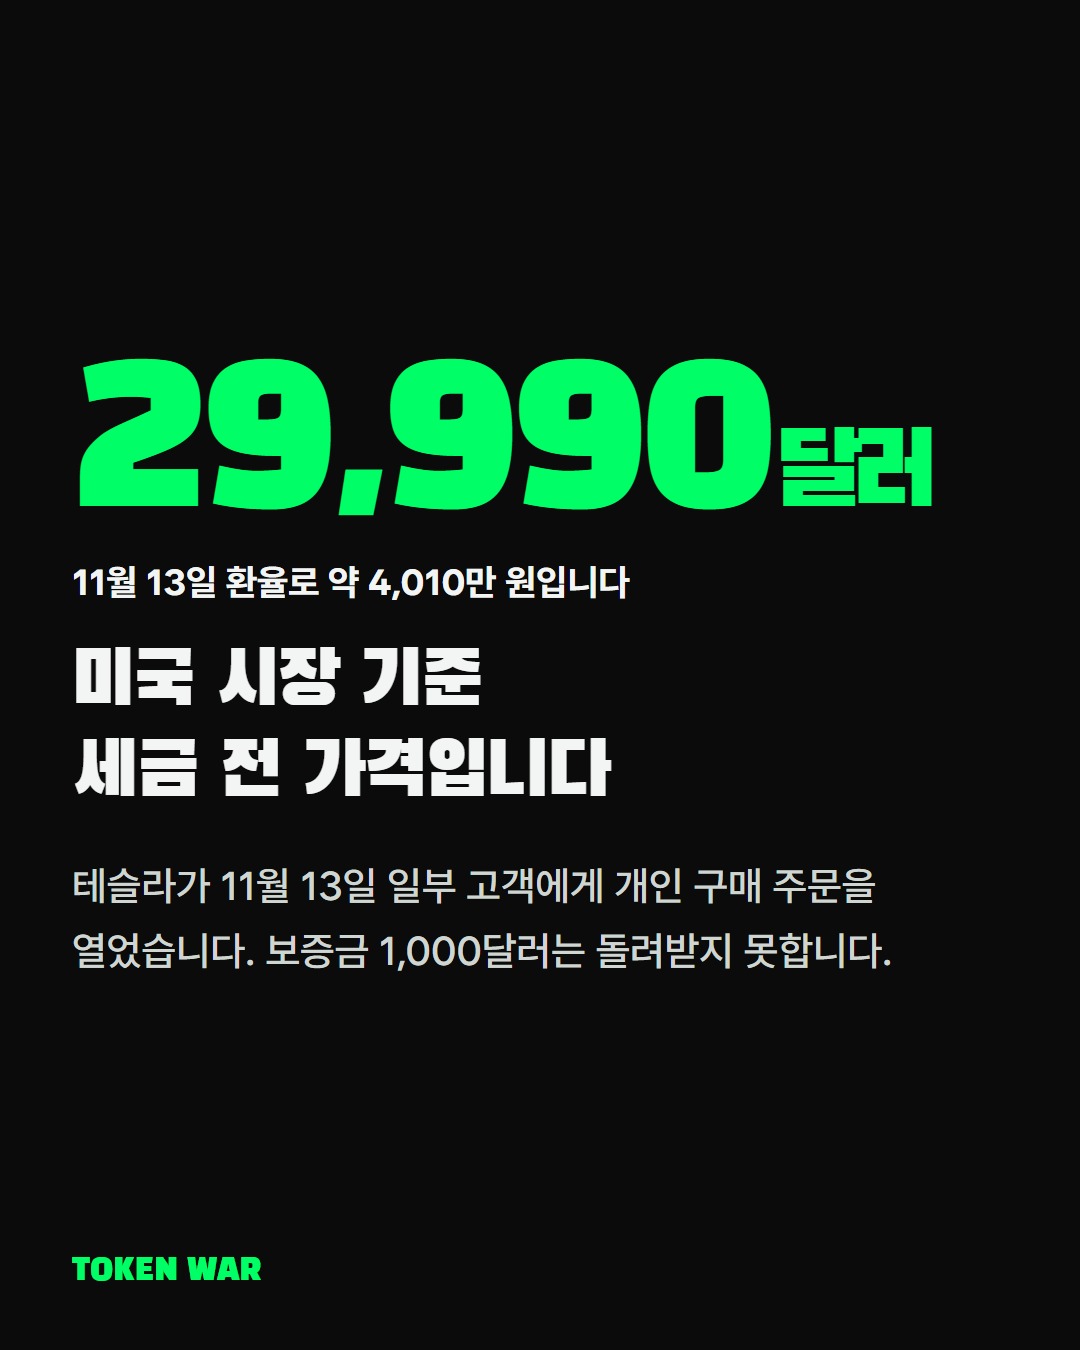 29,990달러
11월 13일 환율로 약 4,010만 원입니다
미국 시장 기준
세금 전 가격입니다
테슬라가 11월 13일 일부 고객에게 개인 구매 주문을
열었습니다. 보증금 1,000달러는 돌려받지 못합니다.
TOKEN WAR